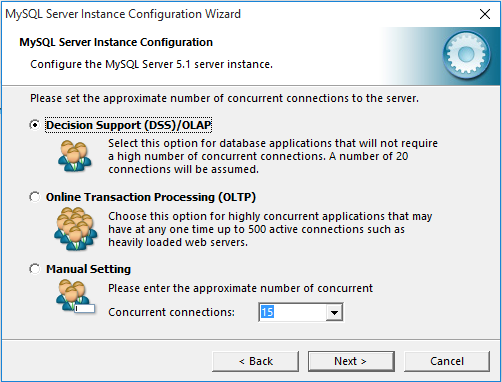 MySQL Server Instance Configuration Wizard
MySQL Server Instance Configuration
Configure the MySQL Server 5.1 server instance.
Please set the approximate number of concurrent connections to the server.
Decision Support (DSS)/OLAP
Select this option for database applications that will not require
a high number of concurrent connections. A number of 20
connections will be assumed.
Online Transaction Processing (OLTP)
Choose this option for highly concurrent applications that may
have at any one time up to 500 active connections such as
heavily loaded web servers.
Manual Setting
Please enter the approximate number of concurrent
Concurrent connections: 15
< Back Next > Cancel